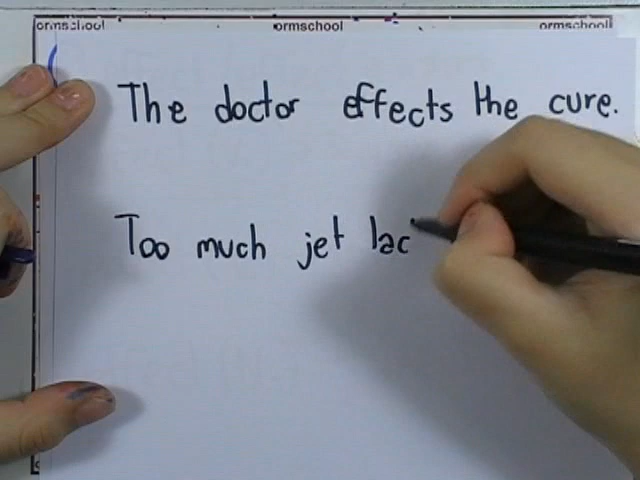 ormschool ormschool ormschool
The doctor effects the cure.
Too much jet lac